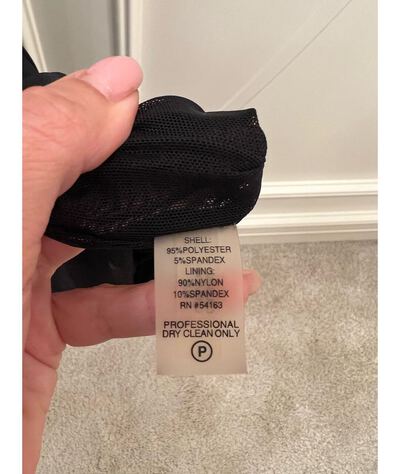 SHELL:
95%POLYESTER
5%SPANDEX
LINING:
90%NYLON
10%SPANDEX
RN #54163
PROFESSIONAL
DRY CLEAN ONLY
P